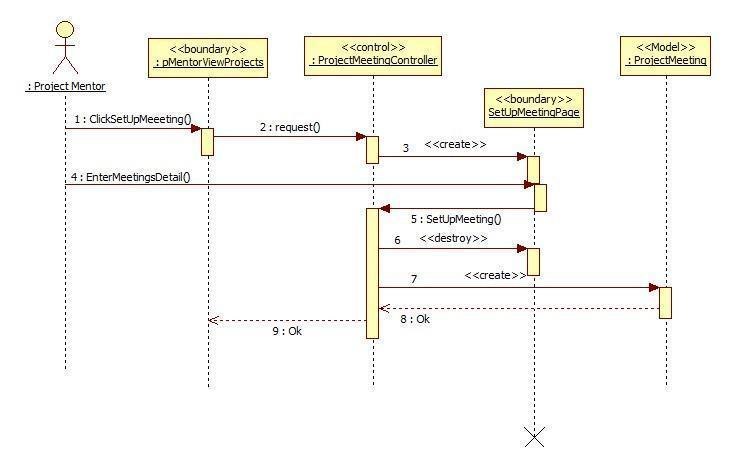 <<boundary>>
: pMentorViewProjects
<<control>>
: ProjectMeetingController
<<Model>>
: ProjectMeeting
: Project Mentor
<<boundary>>
SetUpMeetingPage
1 : ClickSetUpMeeeting()
2 : request()
3 <<create>>
4 : EnterMeetingsDetail()
5 : SetUpMeeting()
6 <<destroy>>
7 <<create>>
8 : Ok
9 : Ok